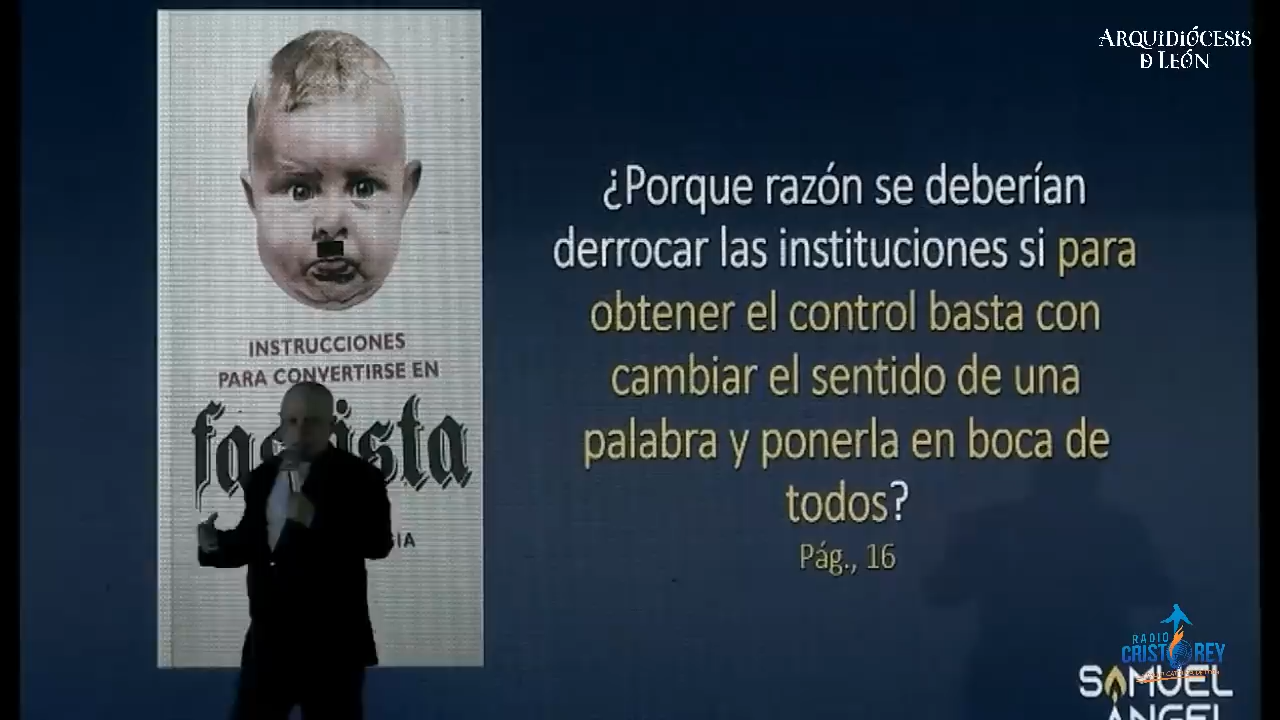 ARQUIDIÓCESIS
D LEÓN
INSTRUCCIONES
PARA CONVERTIRSE EN
¿Porque razón se deberían
derrocar las instituciones si para
obtener el control basta con
cambiar el sentido de una
palabra y ponerla en boca de
todos?
Pág., 16
RADIO
CRISTO REY
SAMUEL
ANGEL